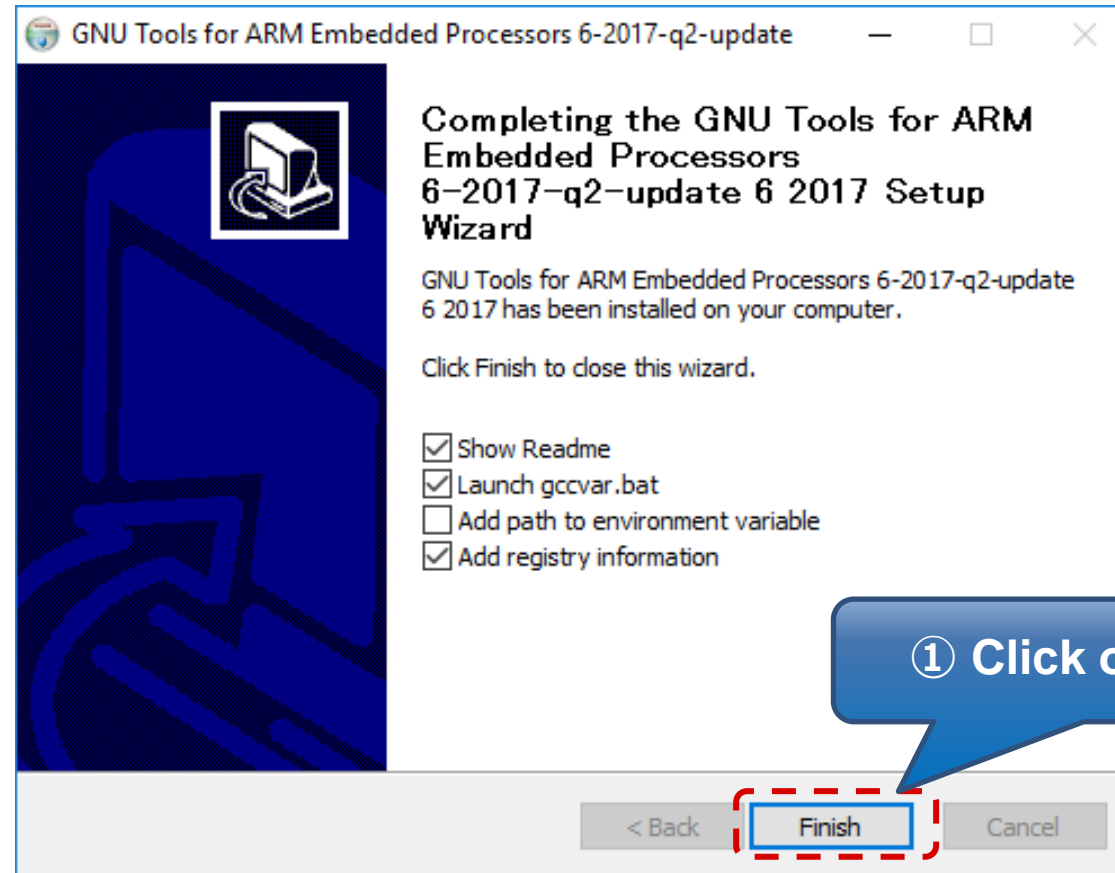 GNU Tools for ARM Embedded Processors 6-2017-q2-update
Completing the GNU Tools for ARM
Embedded Processors
6-2017-q2-update 6 2017 Setup
Wizard
GNU Tools for ARM Embedded Processors 6-2017-q2-update
6 2017 has been installed on your computer.
Click Finish to close this wizard.
Show Readme
Launch gccvar.bat
Add path to environment variable
Add registry information
① Click
< Back
Finish
Cancel